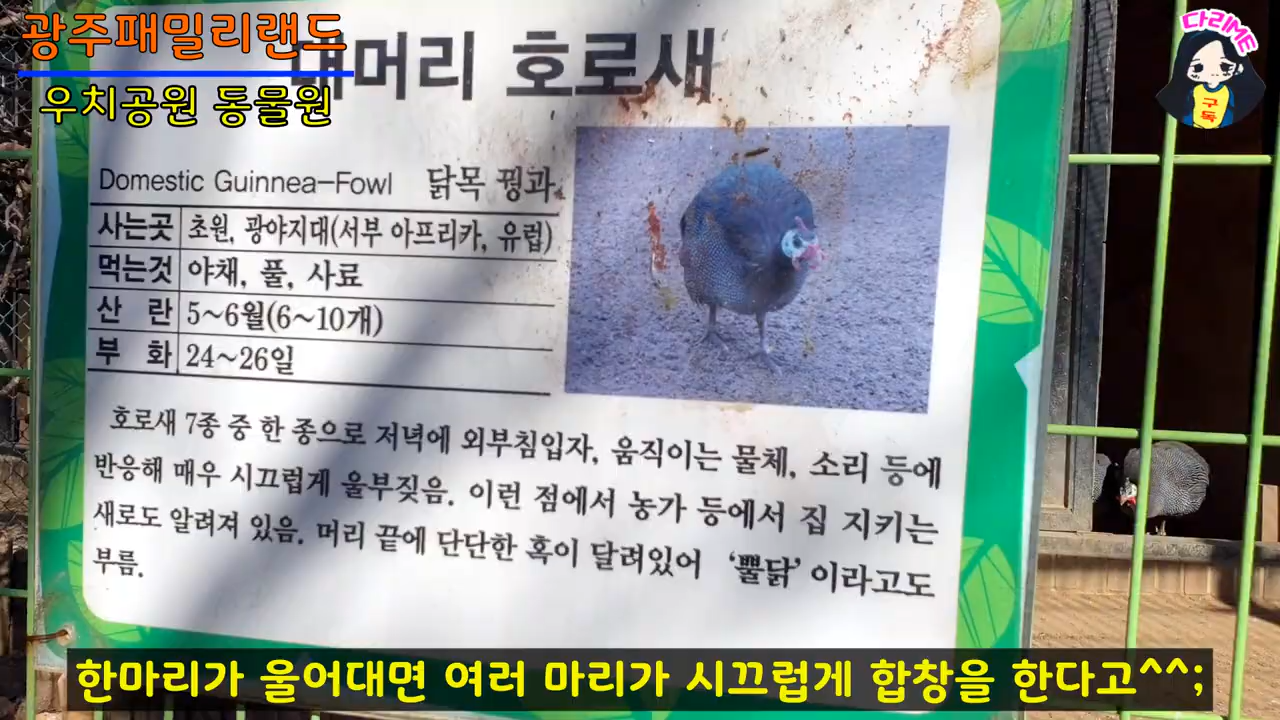 광주패밀리랜드
우치공원 동물원
다리ME
구독
머리 호로새
Domestic Guinnea-Fowl 닭목 꿩과
사는곳 초원, 광야지대(서부 아프리카, 유럽)
먹는것 야채, 풀, 사료
산 란 5~6월(6~10개)
부 화 24~26일
호로새 7종 중 한 종으로 저녁에 외부침입자, 움직이는 물체, 소리 등에
반응해 매우 시끄럽게 울부짖음. 이런 점에서 농가 등에서 집 지키는
새로도 알려져 있음. 머리 끝에 단단한 혹이 달려있어 ‘뿔닭’ 이라고도
부름.
한마리가 울어대면 여러 마리가 시끄럽게 합창을 한다고^^;